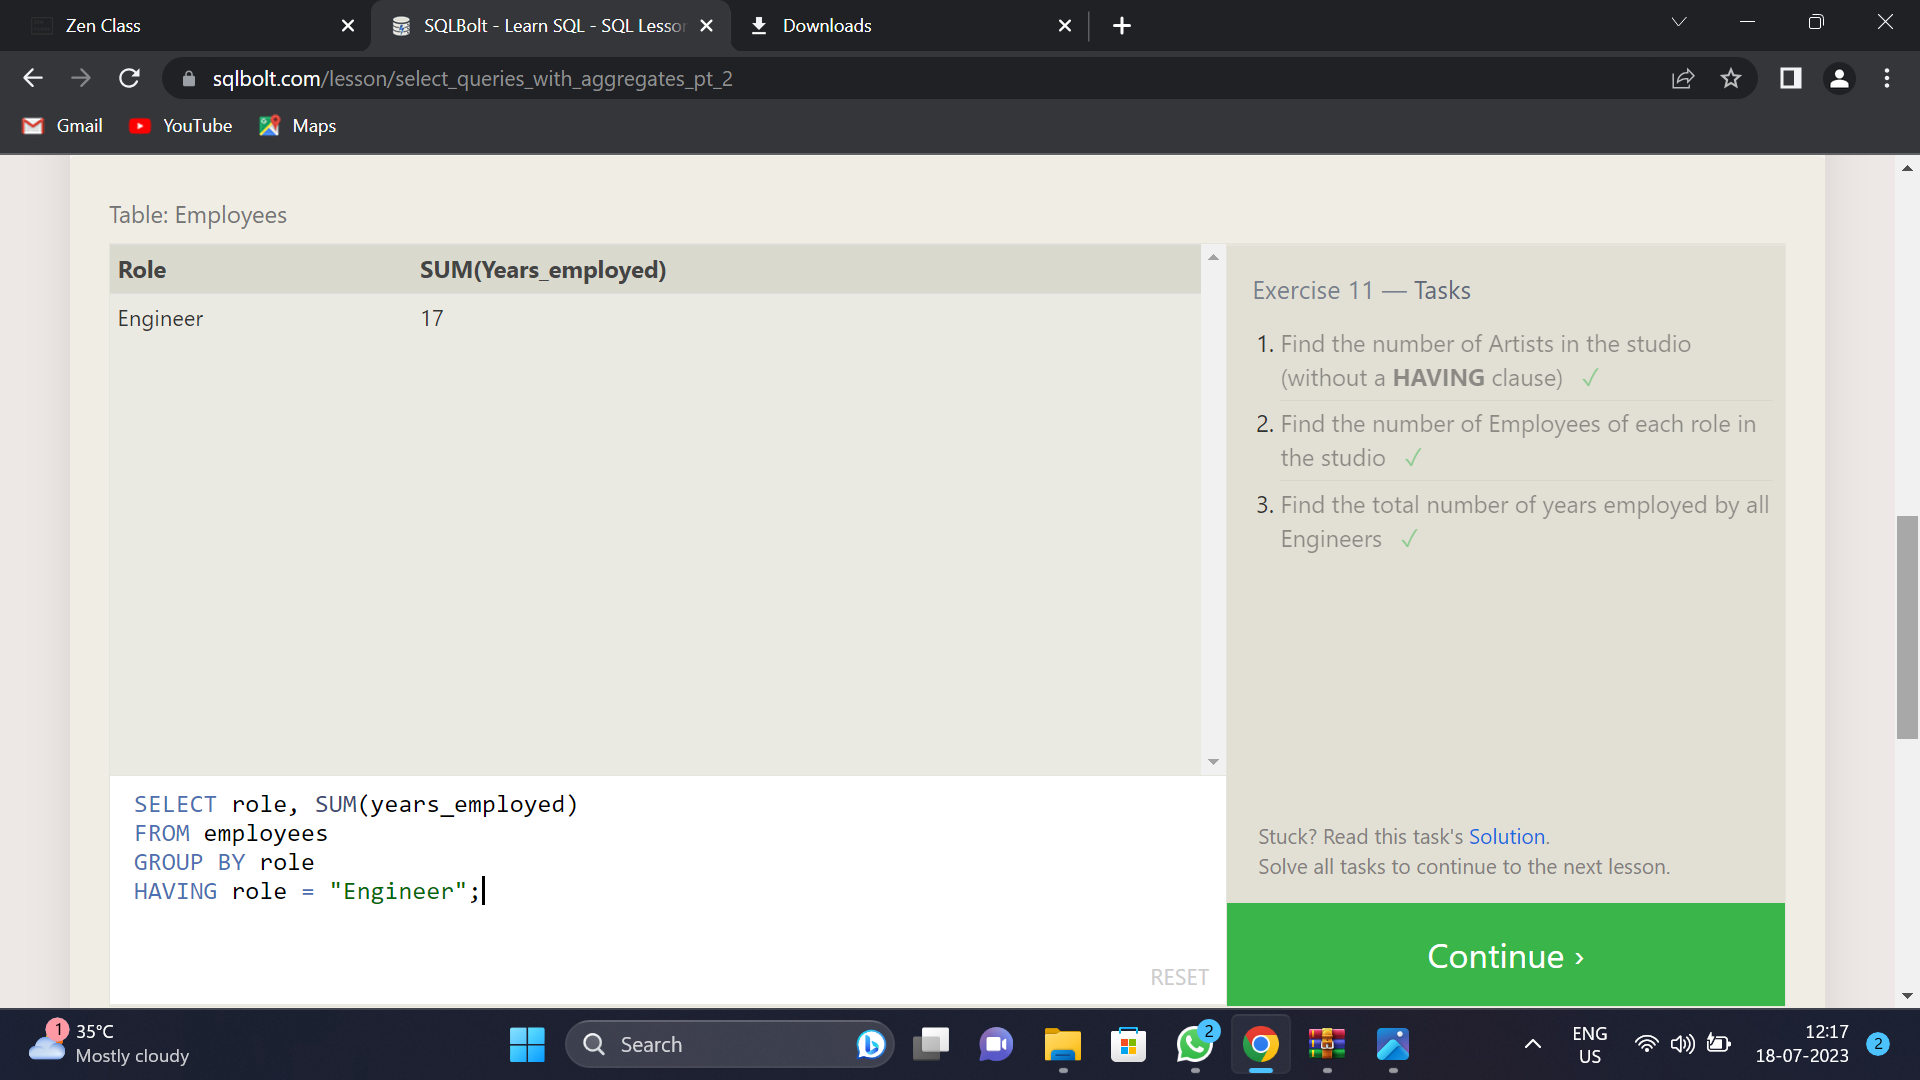 Zen Class
SQLBolt - Learn SQL - SQL Lesso
Downloads
sqlbolt.com/lesson/select_queries_with_aggregates_pt_2
Gmail
YouTube
Maps
Table: Employees
Role SUM(Years_employed)
Engineer 17
Exercise 11 — Tasks
1. Find the number of Artists in the studio
(without a HAVING clause) ✓
2. Find the number of Employees of each role in
the studio ✓
3. Find the total number of years employed by all
Engineers ✓
SELECT role, SUM(years_employed)
FROM employees
GROUP BY role
HAVING role = "Engineer";
RESET
Stuck? Read this task's Solution.
Solve all tasks to continue to the next lesson.
Continue ›
1
35°C
Mostly cloudy
Search
2
ENG
US
12:17
18-07-2023
2